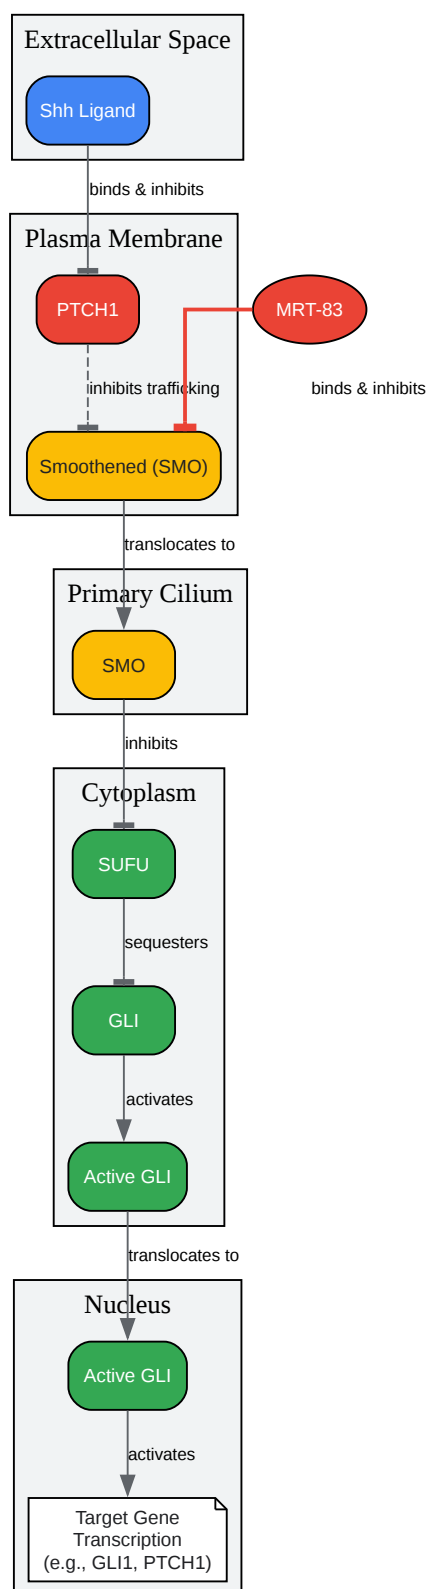 Extracellular Space
Shh Ligand
binds & inhibits
Plasma Membrane
PTCH1
MRT-83
inhibits trafficking
binds & inhibits
Smoothened (SMO)
translocates to
Primary Cilium
SMO
inhibits
Cytoplasm
SUFU
sequesters
GLI
activates
Active GLI
translocates to
Nucleus
Active GLI
activates
Target Gene
Transcription
(e.g., GLI1, PTCH1)